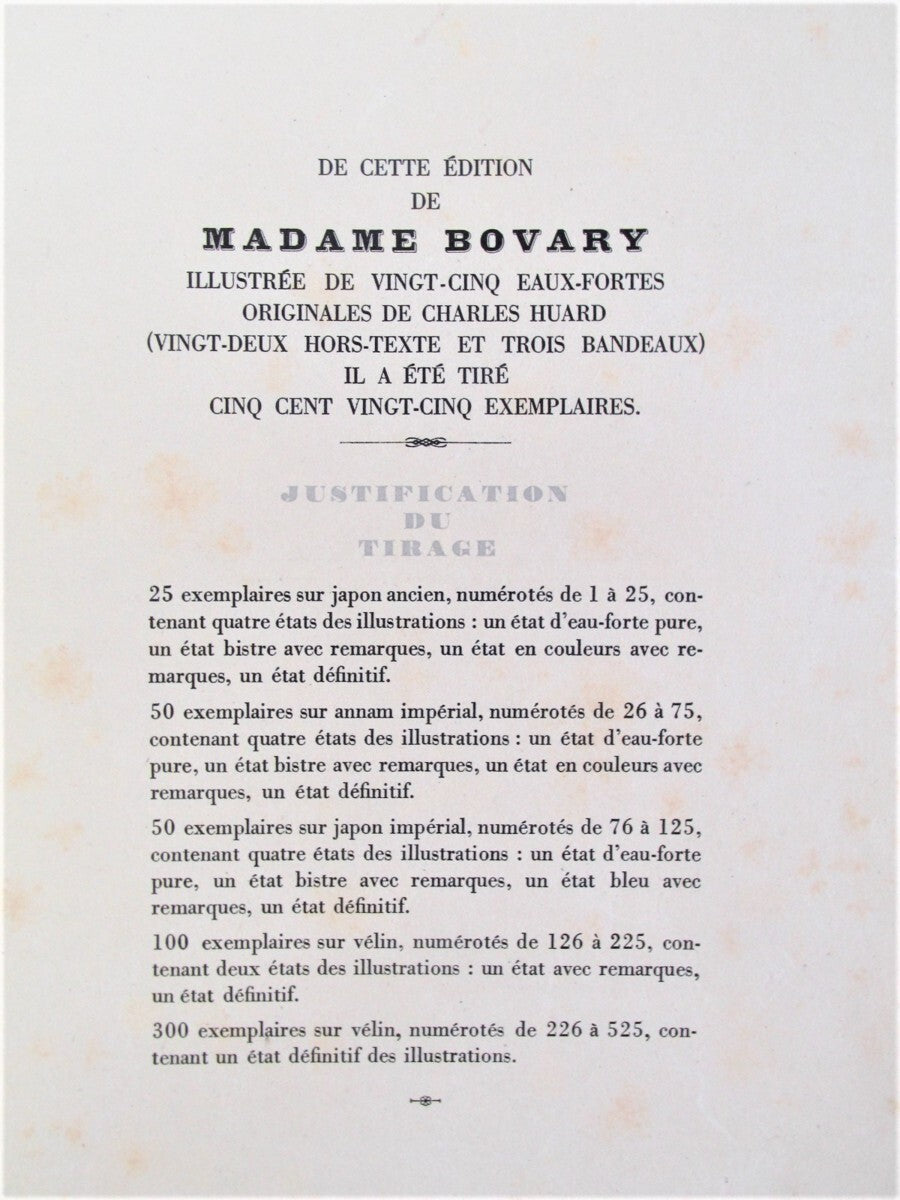 DE CETTE ÉDITION
DE
MADAME BOVARY
ILLUSTRÉE DE VINGT-CINQ EAUX-FORTES
ORIGINALES DE CHARLES HUARD
(VINGT-DEUX HORS-TEXTE ET TROIS BANDEAUX)
IL A ÉTÉ TIRÉ
CINQ CENT VINGT-CINQ EXEMPLAIRES.
JUSTIFICATION
DU
TIRAGE
25 exemplaires sur japon ancien, numérotés de 1 à 25, con-
tenant quatre états des illustrations : un état d'eau-forte pure,
un état bistre avec remarques, un état en couleurs avec re-
marques, un état définitif.
50 exemplaires sur annam impérial, numérotés de 26 à 75,
contenant quatre états des illustrations : un état d'eau-forte
pure, un état bistre avec remarques, un état en couleurs avec
remarques, un état définitif.
50 exemplaires sur japon impérial, numérotés de 76 à 125,
contenant quatre états des illustrations : un état d'eau-forte
pure, un état bistre avec remarques, un état bleu avec
remarques, un état définitif.
100 exemplaires sur vélin, numérotés de 126 à 225, con-
tenant deux états des illustrations : un état avec remarques,
un état définitif.
300 exemplaires sur vélin, numérotés de 226 à 525, con-
tenant un état définitif des illustrations.